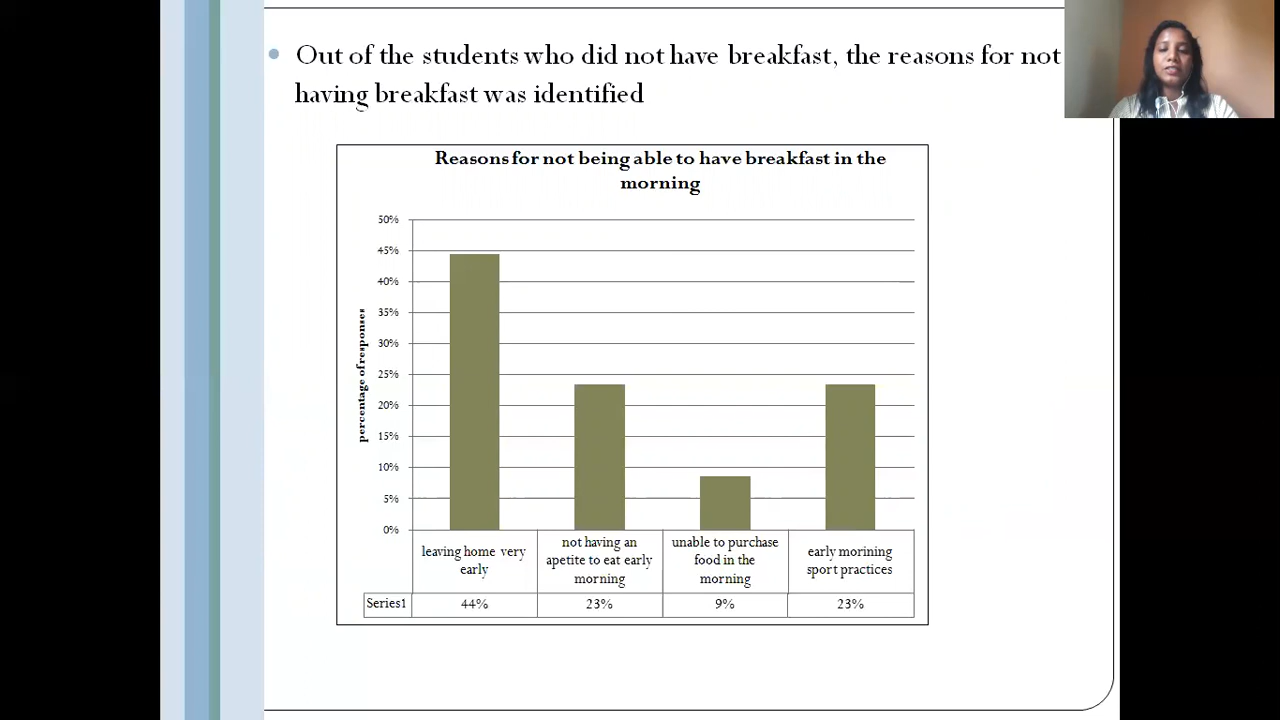 Out of the students who did not have breakfast, the reasons for not
having breakfast was identified
Reasons for not being able to have breakfast in the
morning
percentage of responses
50%
45%
40%
35%
30%
25%
20%
15%
10%
5%
0%
leaving home very
early
not having an
apetite to eat early
morning
unable to purchase
food in the
morning
early morining
sport practices
Series1 44% 23% 9% 23%